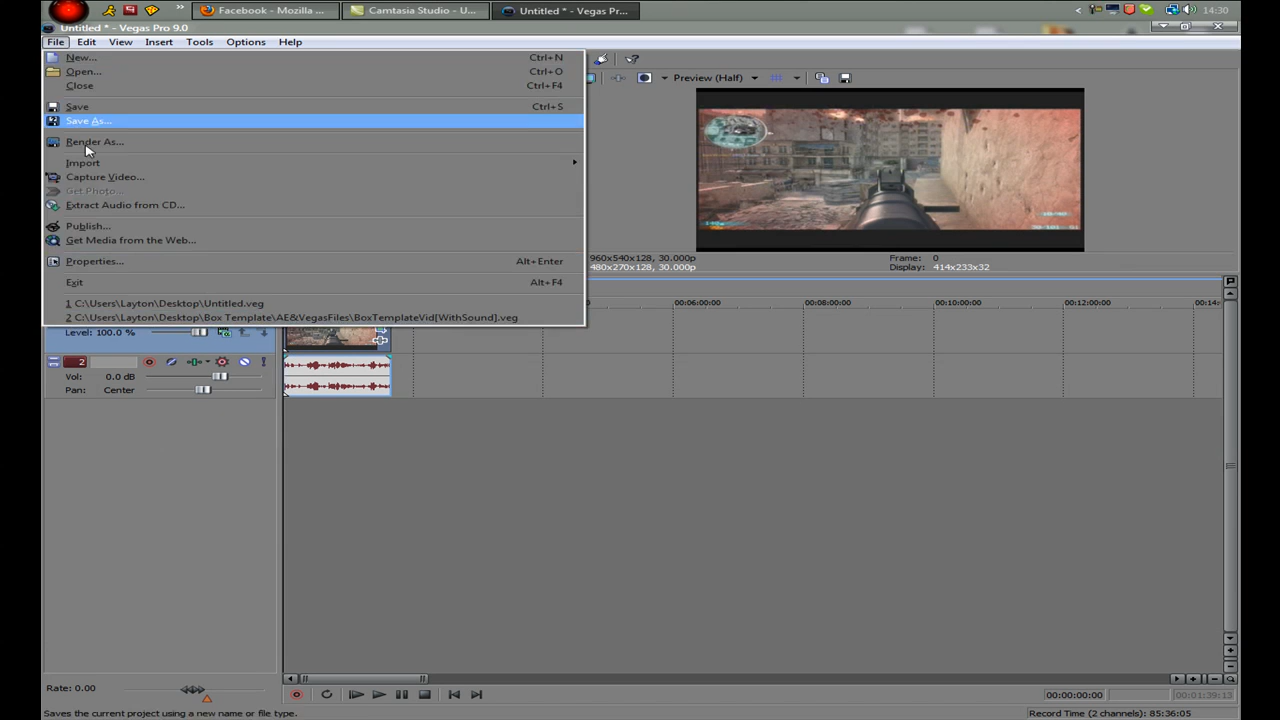 Facebook - Mozilla ...
Camtasia Studio - U...
Untitled * - Vegas Pr...
14:30
Untitled * - Vegas Pro 9.0
File Edit View Insert Tools Options Help
New... Ctrl+N
Open... Ctrl+O
Close Ctrl+F4
Save Ctrl+S
Save As...
Render As...
Import
Capture Video...
Get Photo...
Extract Audio from CD...
Publish...
Get Media from the Web...
Properties... Alt+Enter
Exit Alt+F4
1 C:\Users\Layton\Desktop\Untitled.veg
2 C:\Users\Layton\Desktop\Box Template\AE&VegasFiles\BoxTemplateVid[WithSound].veg
Preview (Half)
960x540x128, 30.000p
480x270x128, 30.000p
Frame: 0
Display: 414x233x32
00:06:00:00 00:08:00:00 00:10:00:00 00:12:00:00 00:14:
Level: 100.0 %
2
Vol: 0.0 dB
Pan: Center
Rate: 0.00
00:00:00:00
00:01:39:13
Saves the current project using a new name or file type.
Record Time (2 channels): 85:36:05